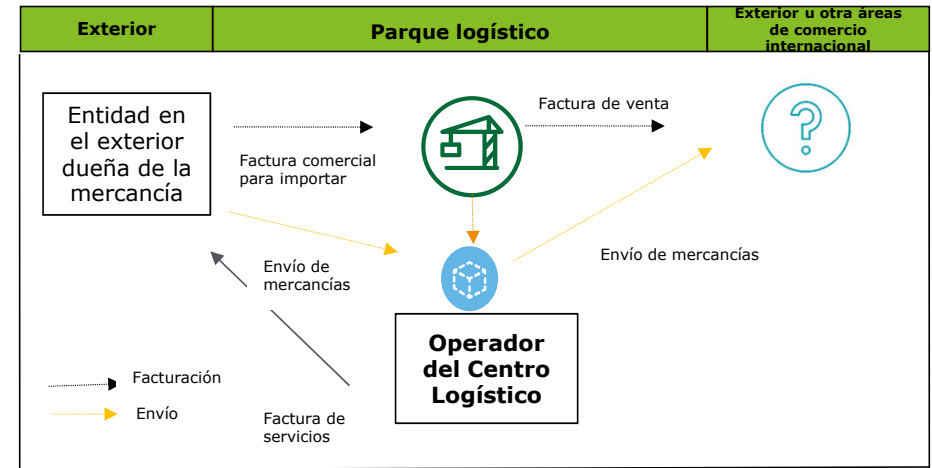 Exterior
Parque logístico
Exterior u otra áreas
de comercio
internacional
Entidad en
el exterior
dueña de la
mercancía
Factura comercial
para importar
Factura de venta
Envío de
mercancías
Envío de mercancías
Operador
del Centro
Logístico
Facturación
Envío
Factura de
servicios